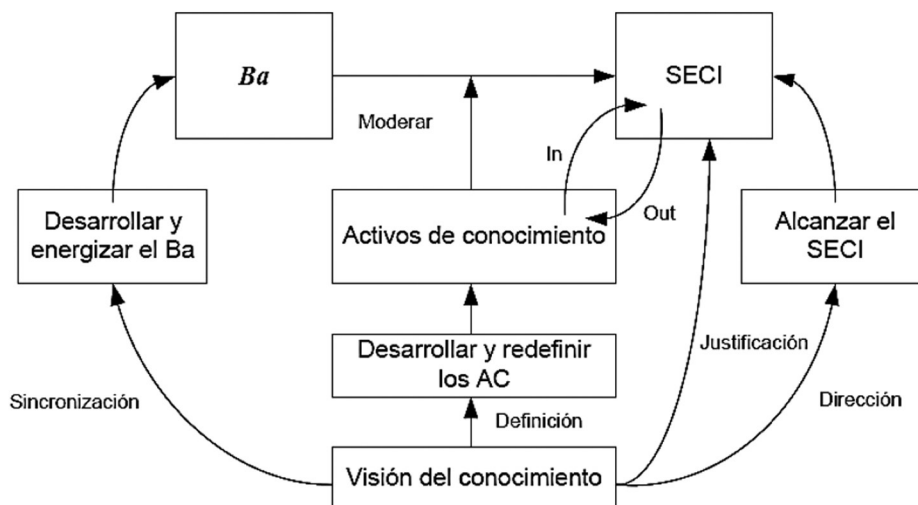 Ba
SECI
Moderar
In
Out
Desarrollar y
energizar el Ba
Activos de conocimiento
Alcanzar el
SECI
Desarrollar y redefinir
los AC
Justificación
Sincronización
Definición
Dirección
Visión del conocimiento